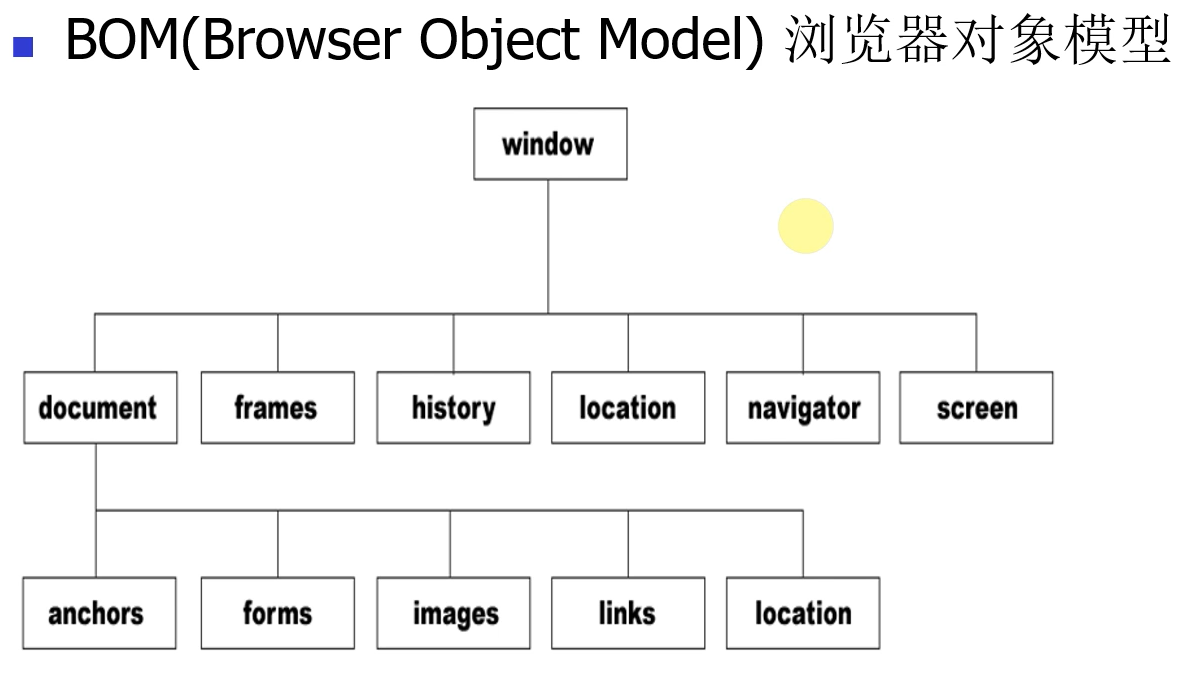 BOM(Browser Object Model) 浏览器对象模型
window
document frames history location navigator screen
anchors forms images links location